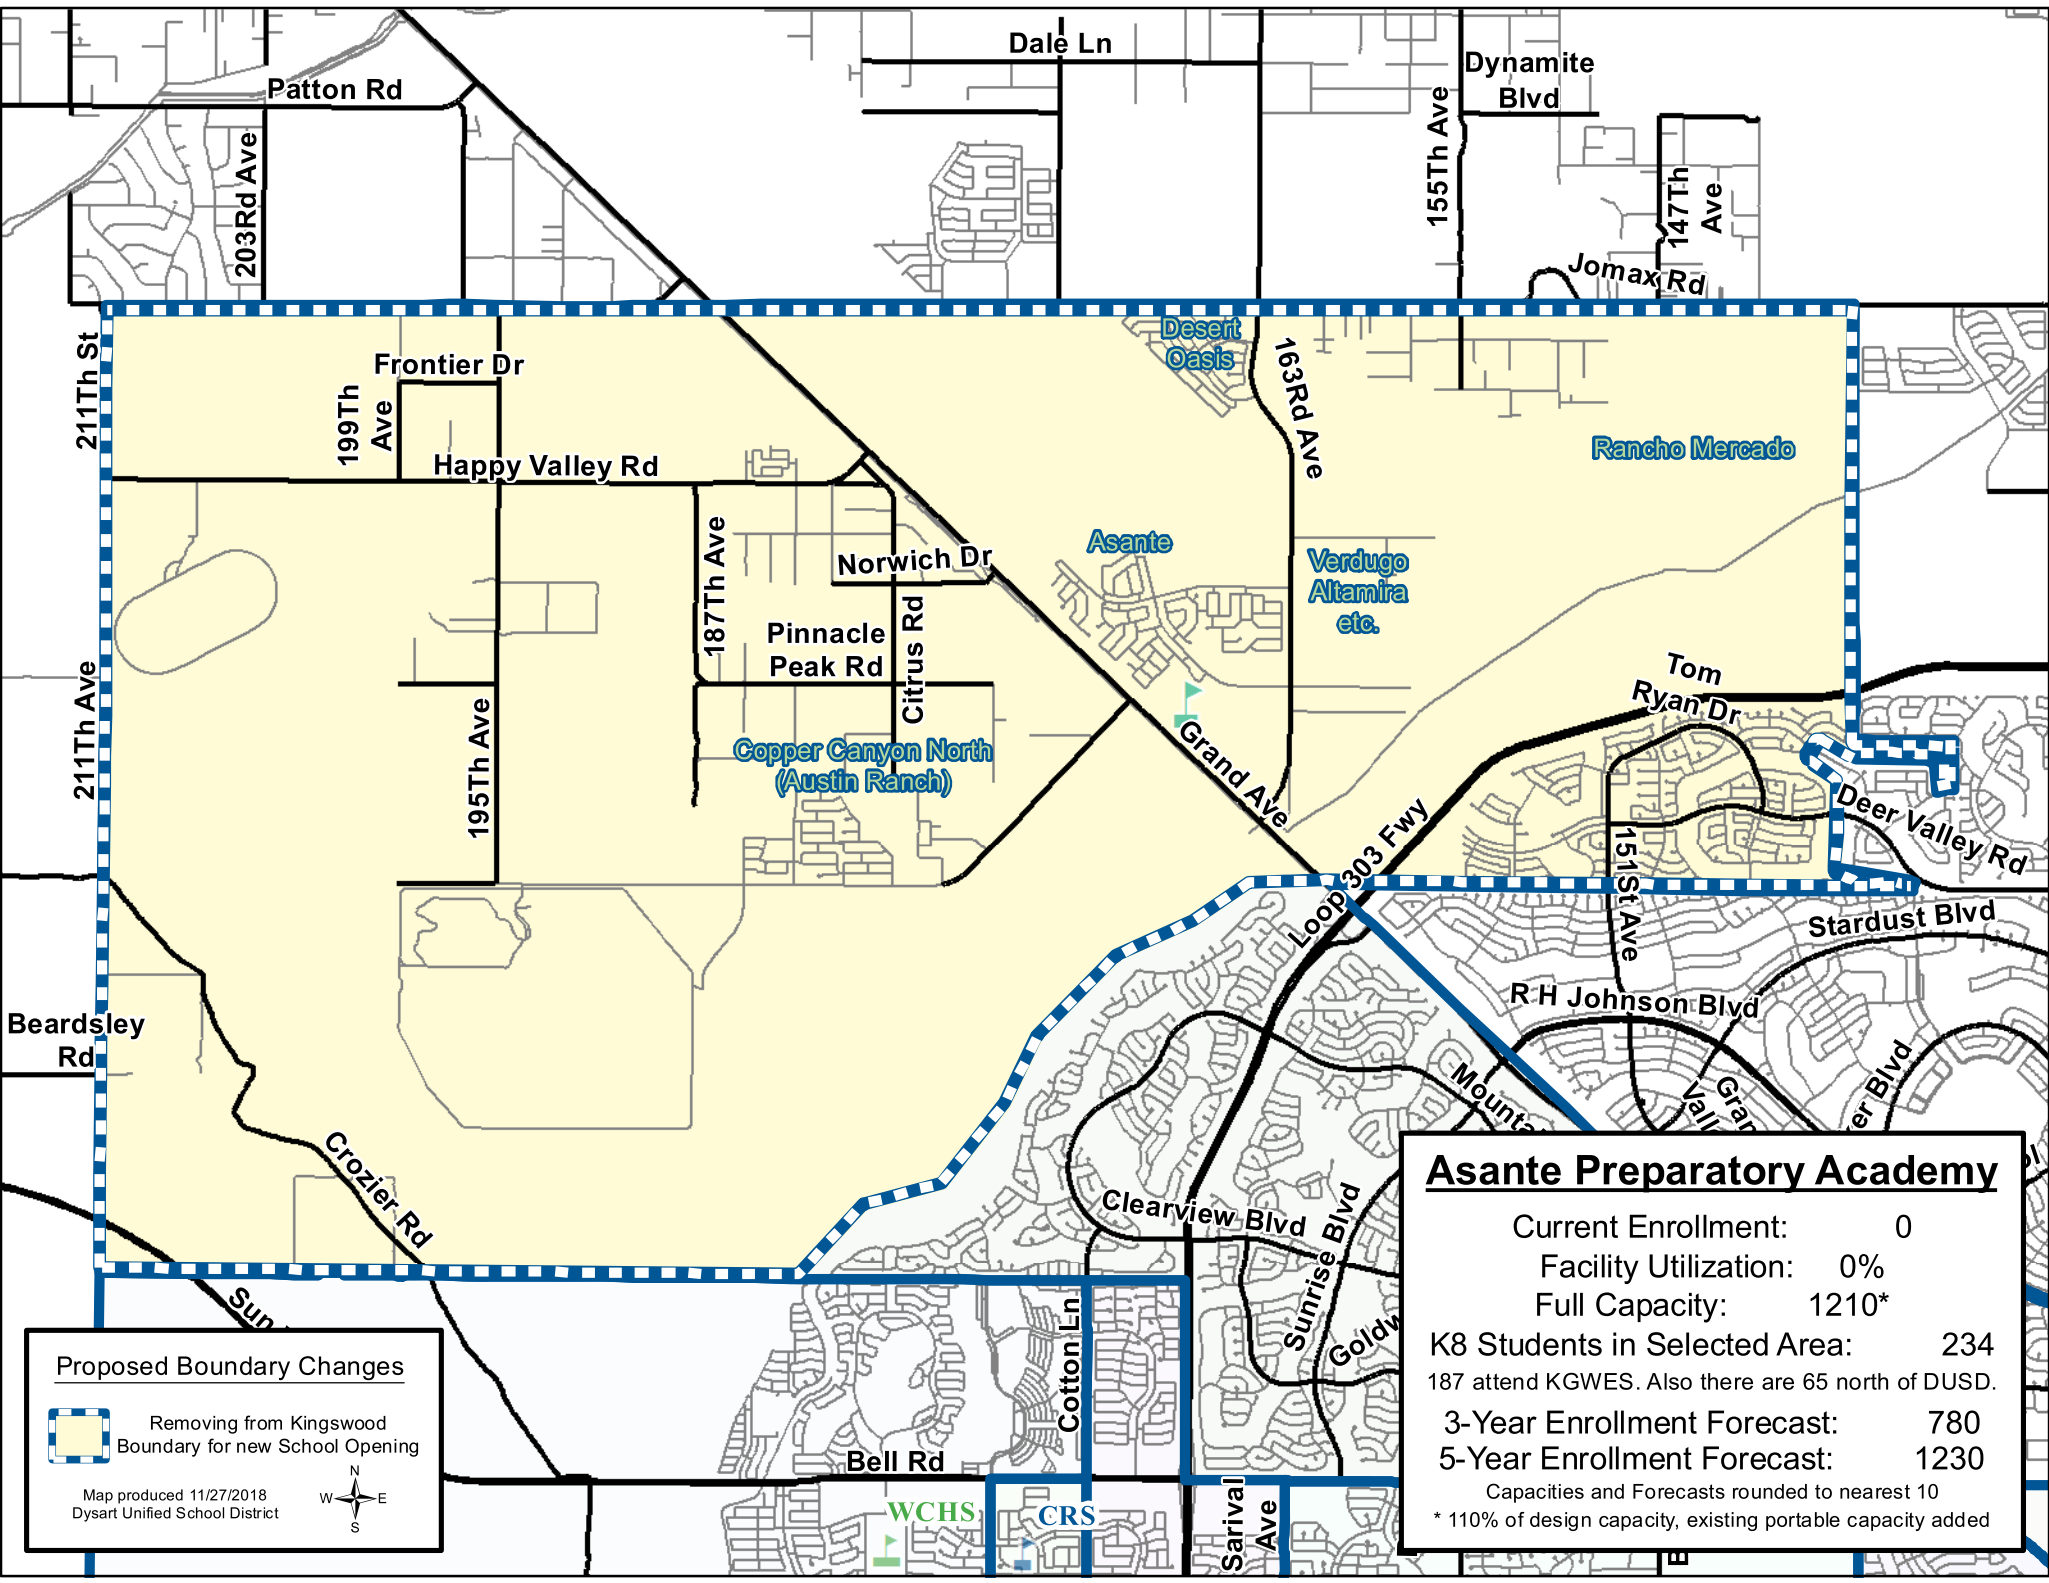 Dale Ln
Dynamite
Blvd
Patton Rd
155Th Ave
203Rd Ave
147Th
Ave
Jomax Rd
Desert
Oasis
211Th St
Frontier Dr
163Rd Ave
199Th
Ave
Rancho Mercado
Happy Valley Rd
187Th Ave
Asante
Norwich Dr
Verdugo
Altamira
etc.
Citrus Rd
Pinnacle
Peak Rd
211Th Ave
Tom
Ryan Dr
195Th Ave
Grand Ave
Copper Canyon North
(Austin Ranch)
Deer Valley Rd
Loop 303 Fwy
151St Ave
Stardust Blvd
R H Johnson Blvd
Beardsley
Rd
Crozier Rd
Clearview Blvd
Sunrise Blvd
Cotton Ln
Bell Rd
WCHS
CRS
Sarival
Ave
Asante Preparatory Academy
Current Enrollment: 0
Facility Utilization: 0%
Full Capacity: 1210*
K8 Students in Selected Area: 234
187 attend KGWES. Also there are 65 north of DUSD.
3-Year Enrollment Forecast: 780
5-Year Enrollment Forecast: 1230
Capacities and Forecasts rounded to nearest 10
* 110% of design capacity, existing portable capacity added
Proposed Boundary Changes
Removing from Kingswood
Boundary for new School Opening
Map produced 11/27/2018
Dysart Unified School District
N
W E
S